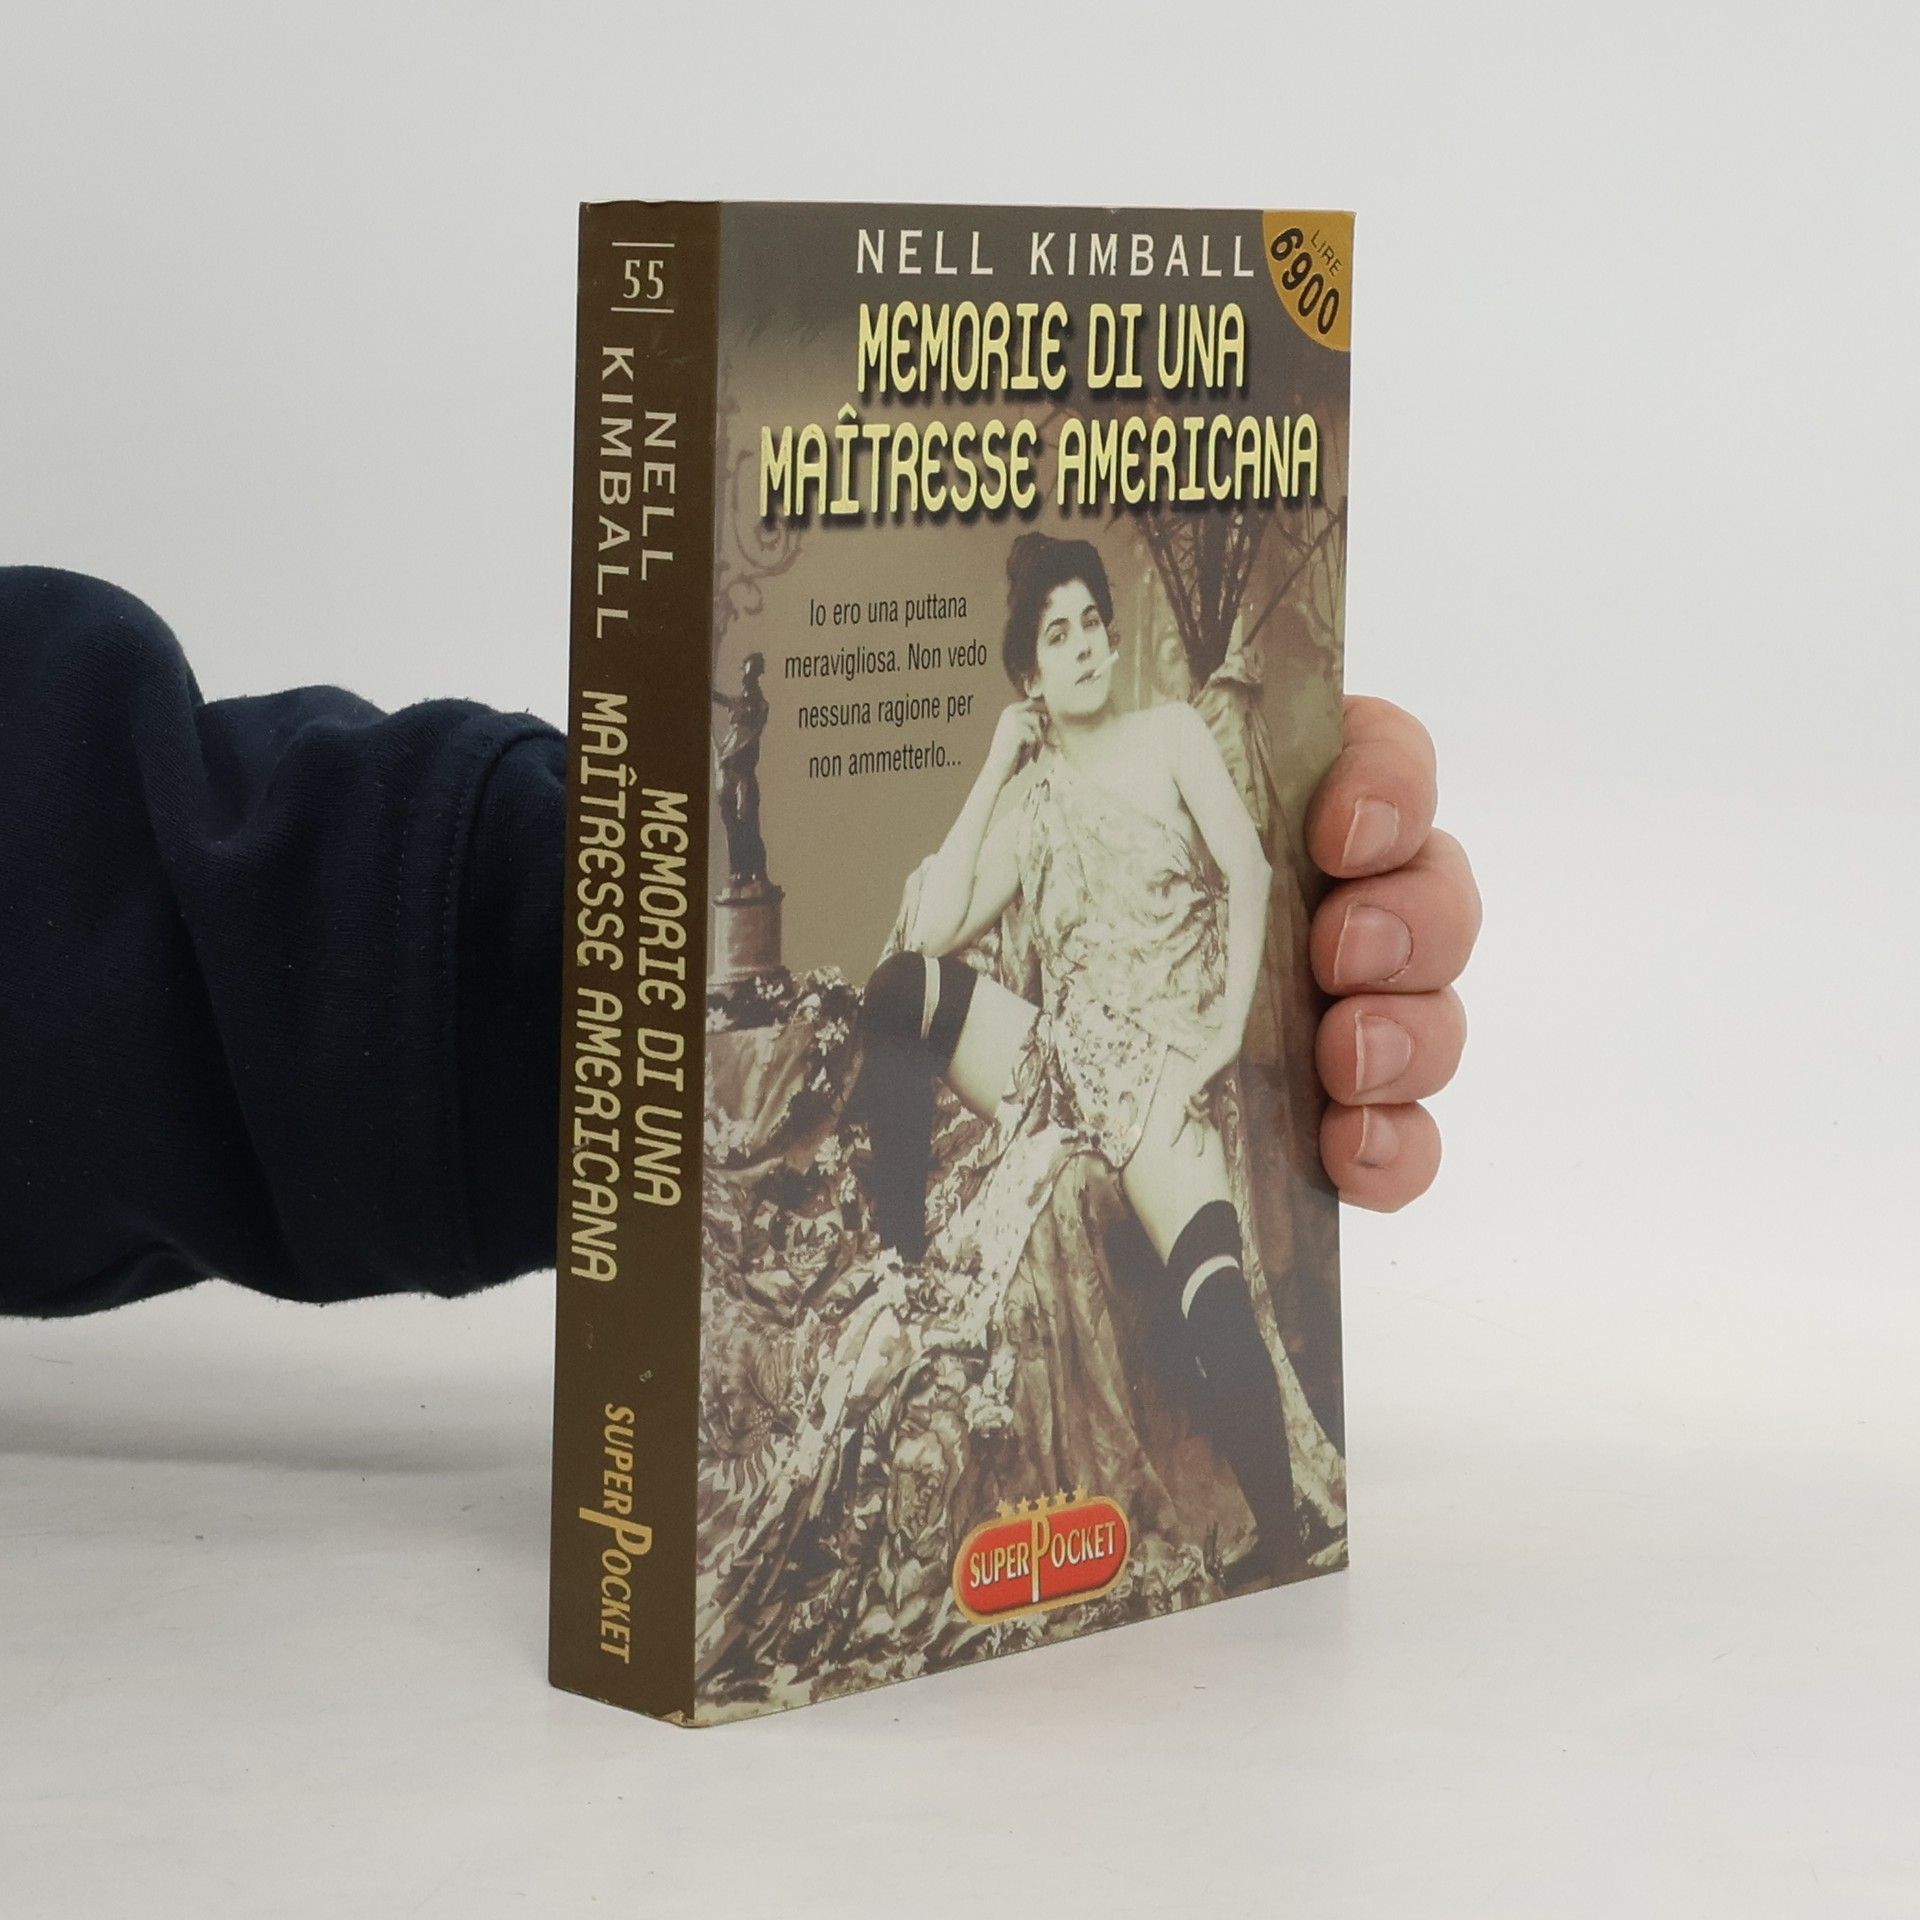 55
NELL
KIMBALL
MEMORIE DI UNA
MAÎTRESSE AMERICANA
SUPERPOCKET
NELL KIMBALL
LIRE
6900
MEMORIE DI UNA
MAÎTRESSE AMERICANA
Io ero una puttana
meravigliosa. Non vedo
nessuna ragione per
non ammetterlo...
SUPERPOCKET